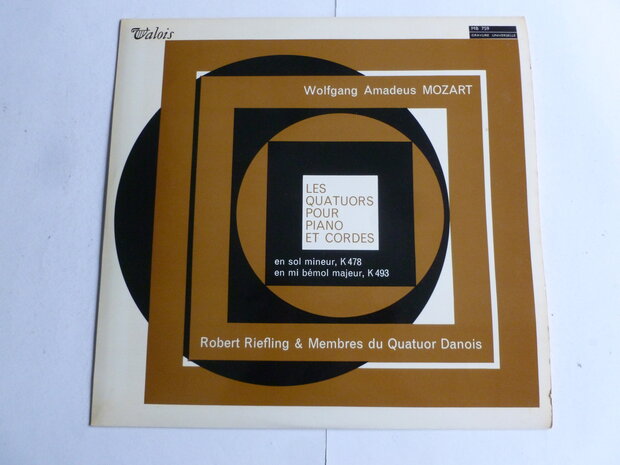 Valois
MB 759
GRAVURE UNIVERSELLE
Wolfgang Amadeus MOZART
LES
QUATUORS
POUR
PIANO
ET CORDES
en sol mineur, K 478
en mi bémol majeur, K 493
Robert Riefling & Membres du Quatuor Danois